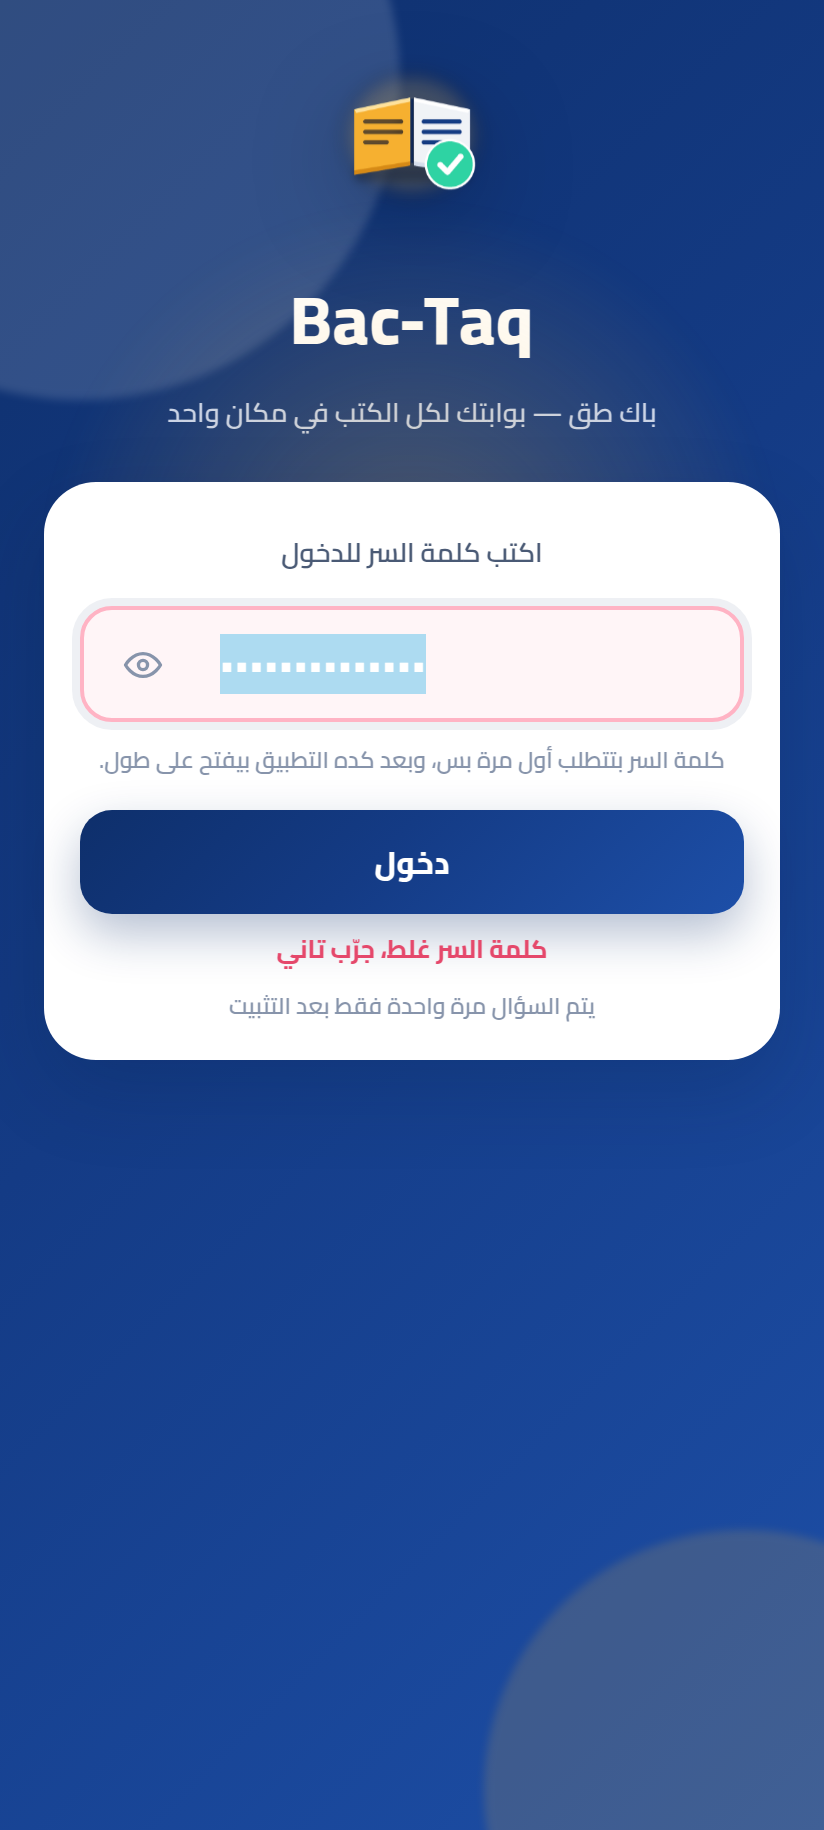 Bac-Taq
باك طق — بوابتك لكل الكتب في مكان واحد
اكتب كلمة السر للدخول
••••••••••••••
كلمة السر بتتطلب أول مرة بس، وبعد كده التطبيق بيفتح على طول.
دخول
كلمة السر غلط، جرّب تاني
يتم السؤال مرة واحدة فقط بعد التثبيت